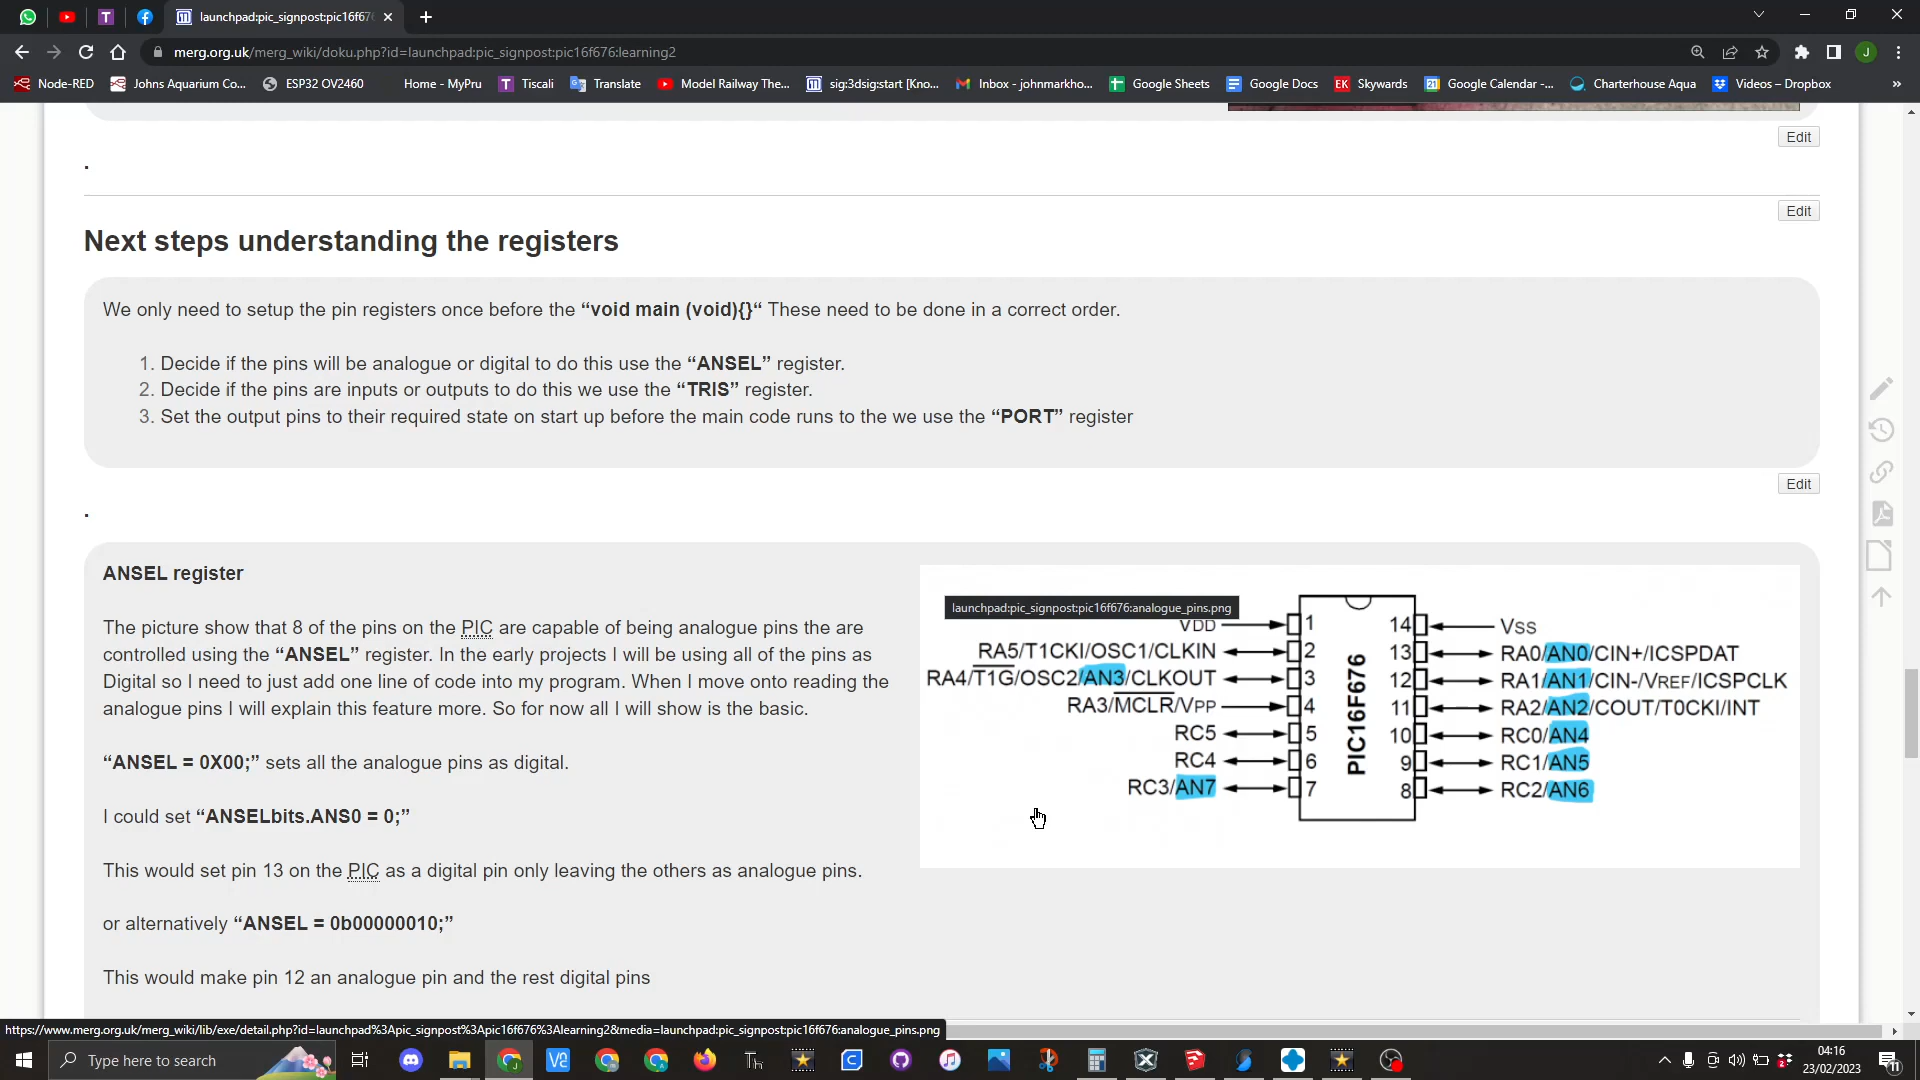 launchpad:pic_signpost:pic16f67
merg.org.uk/merg_wiki/doku.php?id=launchpad:pic_signpost:pic16f676:learning2
J
Node-RED
Johns Aquarium Co...
ESP32 OV2460
Home - MyPru
Tiscali
Translate
Model Railway The...
sig:3dsig:start [Kno...
Inbox - johnmarkho...
Google Sheets
Google Docs
EK Skywards
Google Calendar -...
Charterhouse Aqua
Videos – Dropbox
»
Edit
.
Edit
Next steps understanding the registers
We only need to setup the pin registers once before the “void main (void){}“ These need to be done in a correct order.
1. Decide if the pins will be analogue or digital to do this use the “ANSEL” register.
2. Decide if the pins are inputs or outputs to do this we use the “TRIS” register.
3. Set the output pins to their required state on start up before the main code runs to the we use the “PORT” register
Edit
.
ANSEL register
The picture show that 8 of the pins on the PIC are capable of being analogue pins the are
controlled using the “ANSEL” register. In the early projects I will be using all of the pins as
Digital so I need to just add one line of code into my program. When I move onto reading the
analogue pins I will explain this feature more. So for now all I will show is the basic.
“ANSEL = 0X00;” sets all the analogue pins as digital.
I could set “ANSELbits.ANS0 = 0;”
This would set pin 13 on the PIC as a digital pin only leaving the others as analogue pins.
or alternatively “ANSEL = 0b00000010;”
This would make pin 12 an analogue pin and the rest digital pins
launchpad:pic_signpost:pic16f676:analogue_pins.png
VDD 1 14 VSS
RA5/T1CKI/OSC1/CLKIN 2 13 RA0/AN0/CIN+/ICSPDAT
RA4/T1G/OSC2/AN3/CLKOUT 3 12 RA1/AN1/CIN-/VREF/ICSPCLK
RA3/MCLR/VPP 4 11 RA2/AN2/COUT/T0CKI/INT
RC5 5 10 RC0/AN4
RC4 6 9 RC1/AN5
RC3/AN7 7 8 RC2/AN6
PIC16F676
https://www.merg.org.uk/merg_wiki/lib/exe/detail.php?id=launchpad%3Apic_signpost%3Apic16f676%3Alearning2&media=launchpad:pic_signpost:pic16f676:analogue_pins.png
Type here to search
04:16
23/02/2023
11